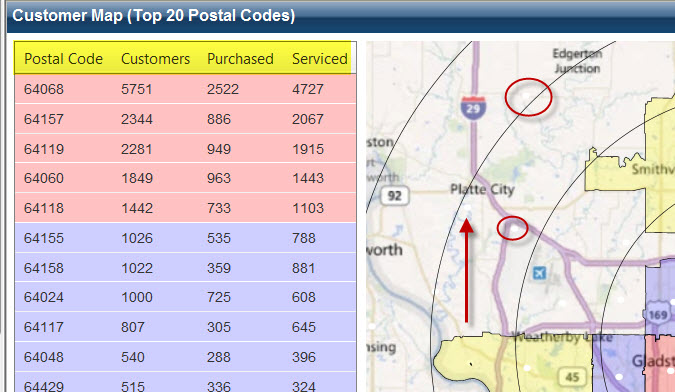 Customer Map (Top 20 Postal Codes)
Postal Code Customers Purchased Serviced
64068 5751 2522 4727
64157 2344 886 2067
64119 2281 949 1915
64060 1849 963 1443
64118 1442 733 1103
64155 1026 535 788
64158 1022 359 881
64024 1000 725 608
64117 807 305 645
64048 540 288 396
64429 515 336 324
Edgerton
Junction
29
ston
worth
Smithv
Platte City
92
worth
169
Weatherby Lake
nsing
Gladst
45